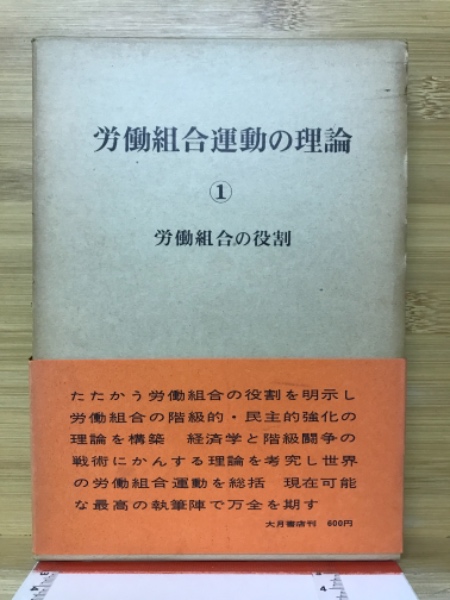 労働組合運動の理論
①
労働組合の役割
たたかう労働組合の役割を明示し
労働組合の階級的・民主的強化の
理論を構築　経済学と階級闘争の
戦術にかんする理論を考究し世界
の労働組合運動を総括　現在可能
な最高の執筆陣で万全を期す
大月書店刊　600円